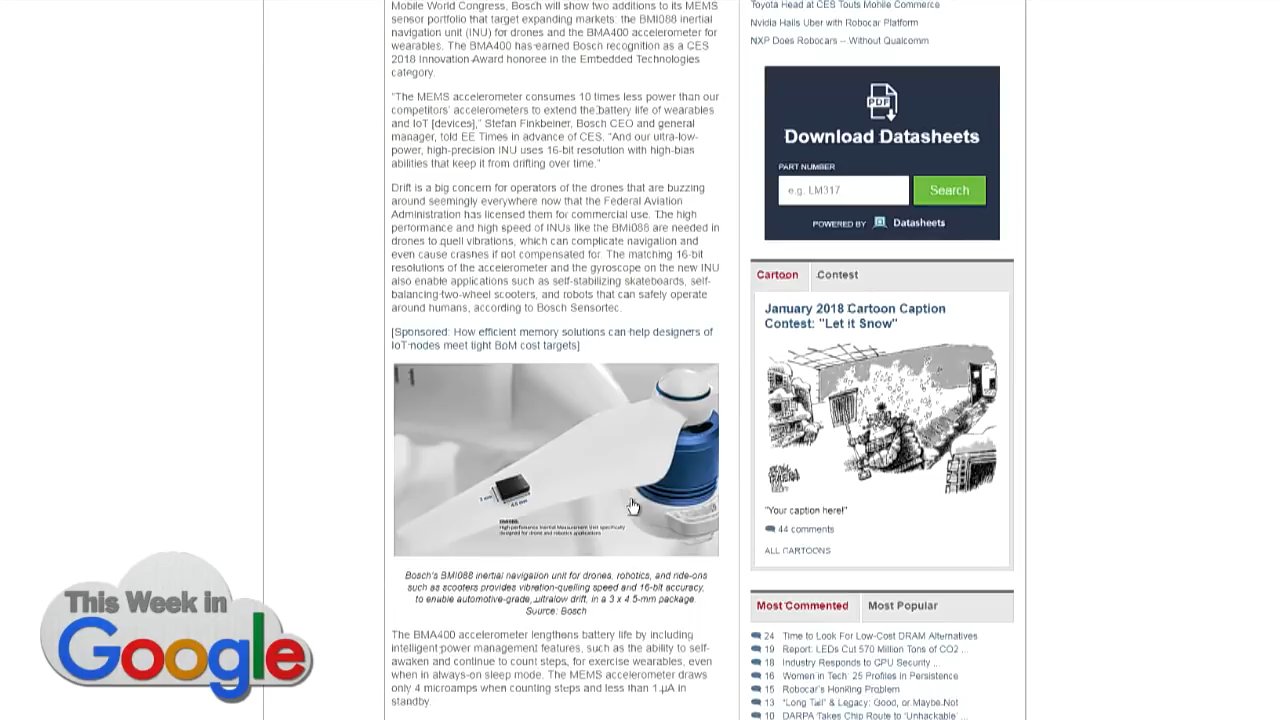 Mobile World Congress, Bosch will show two additions to its MEMS
sensor portfolio that target expanding markets: the BMI088 inertial
navigation unit (INU) for drones and the BMA400 accelerometer for
wearables. The BMA400 has earned Bosch recognition as a CES
2018 Innovation Award honoree in the Embedded Technologies
category.
"The MEMS accelerometer consumes 10 times less power than our
competitors' accelerometers to extend the battery life of wearables
and IoT [devices]," Stefan Finkbeiner, Bosch CEO and general
manager, told EE Times in advance of CES. "And our ultra-low-
power, high-precision INU uses 16-bit resolution with high-bias
abilities that keep it from drifting over time."
Drift is a big concern for operators of the drones that are buzzing
around seemingly everywhere now that the Federal Aviation
Administration has licensed them for commercial use. The high
performance and high speed of INUs like the BMI088 are needed in
drones to quell vibrations, which can complicate navigation and
even cause crashes if not compensated for. The matching 16-bit
resolutions of the accelerometer and the gyroscope on the new INU
also enable applications such as self-stabilizing skateboards, self-
balancing two-wheel scooters, and robots that can safely operate
around humans, according to Bosch Sensortec.
[Sponsored: How efficient memory solutions can help designers of
IoT nodes meet tight BoM cost targets]
3 mm
4.5 mm
BMI088
High-performance Inertial Measurement Unit specifically
designed for drone and robotics applications
Bosch's BMI088 inertial navigation unit for drones, robotics, and ride-ons
such as scooters provides vibration-quelling speed and 16-bit accuracy,
to enable automotive-grade, ultralow drift, in a 3 x 4.5-mm package.
Source: Bosch
The BMA400 accelerometer lengthens battery life by including
intelligent power management features, such as the ability to self-
awaken and continue to count steps, for exercise wearables, even
when in always-on sleep mode. The MEMS accelerometer draws
only 4 microamps when counting steps and less than 1 µA in
standby.
Toyota Head at CES Touts Mobile Commerce
Nvidia Hails Uber with Robocar Platform
NXP Does Robocars -- Without Qualcomm
PDF
Download Datasheets
PART NUMBER
e.g. LM317
Search
POWERED BY Datasheets
Cartoon Contest
January 2018 Cartoon Caption
Contest: "Let it Snow"
"Your caption here!"
44 comments
ALL CARTOONS
Most Commented Most Popular
24 Time to Look For Low-Cost DRAM Alternatives
19 Report: LEDs Cut 570 Million Tons of CO2 ...
18 Industry Responds to CPU Security ...
16 Women in Tech: 25 Profiles in Persistence
15 Robocar's Honking Problem
13 'Long Tail' & Legacy: Good, or Maybe Not
10 DARPA Takes Chip Route to 'Unhackable' ...
This Week in
Google